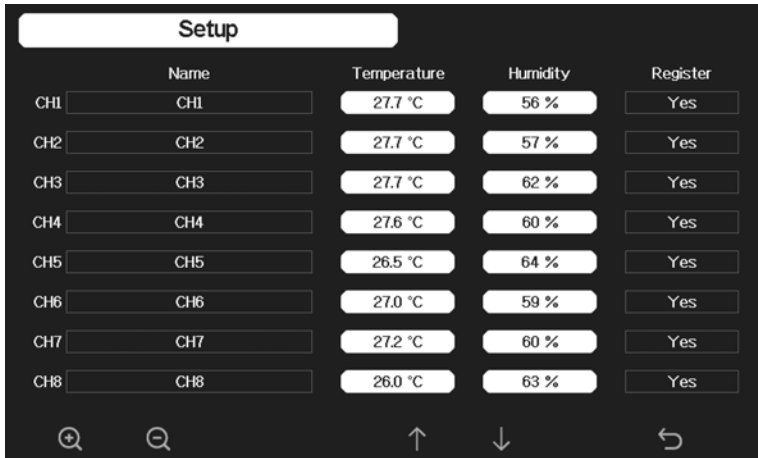 Setup
Name Temperature Humidity Register
CH1 CH1 27.7 °C 56 % Yes
CH2 CH2 27.7 °C 57 % Yes
CH3 CH3 27.7 °C 62 % Yes
CH4 CH4 27.6 °C 60 % Yes
CH5 CH5 26.5 °C 64 % Yes
CH6 CH6 27.0 °C 59 % Yes
CH7 CH7 27.2 °C 60 % Yes
CH8 CH8 26.0 °C 63 % Yes